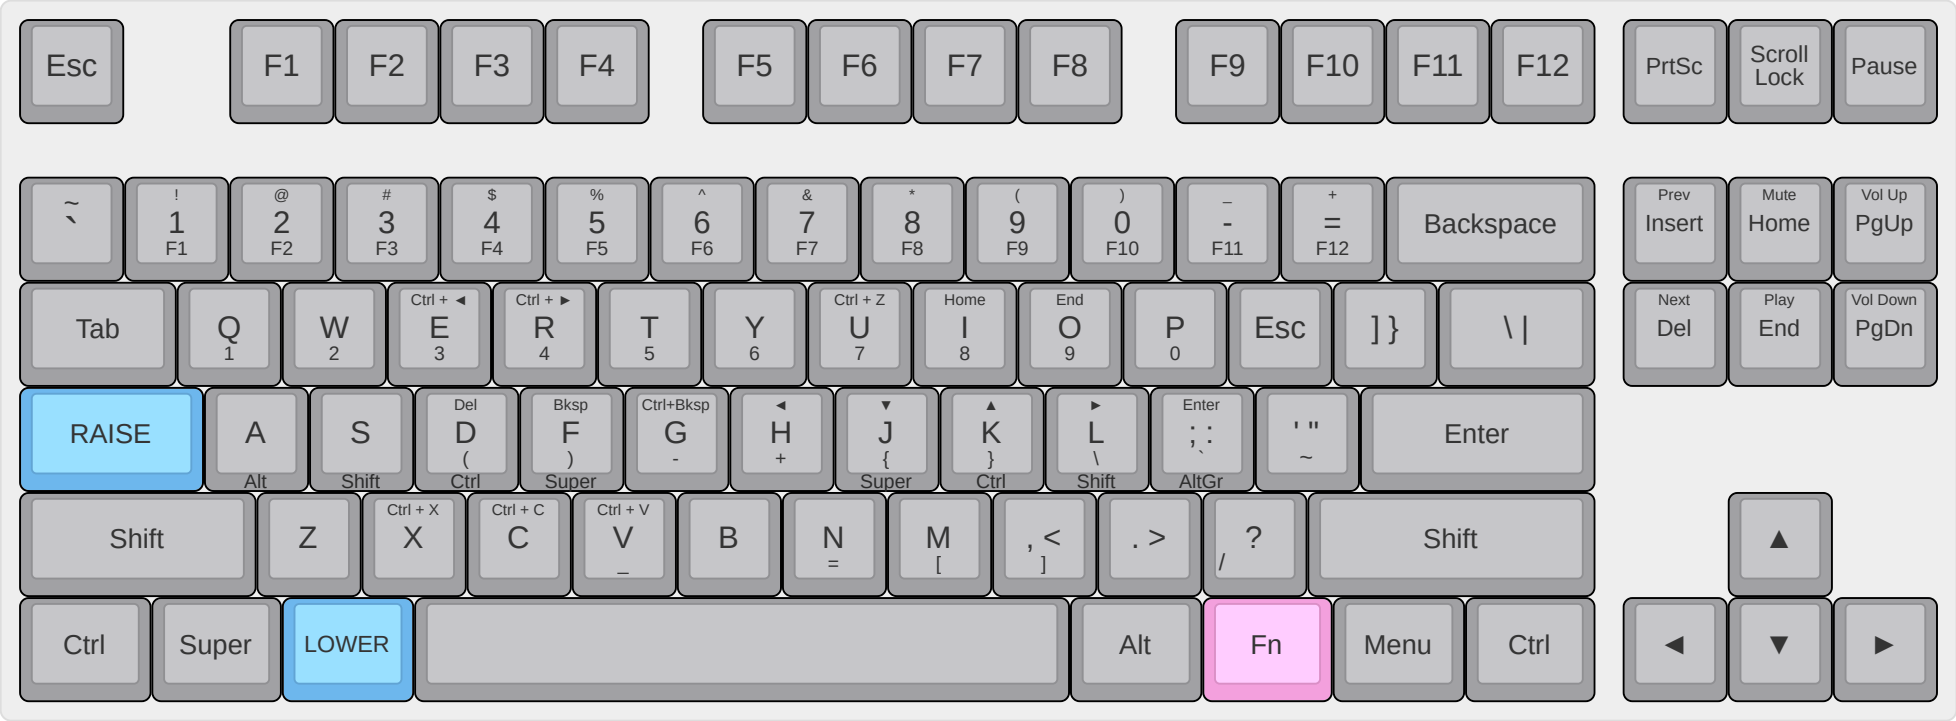 Esc F1 F2 F3 F4 F5 F6 F7 F8 F9 F10 F11 F12 PrtSc Scroll Lock Pause
~ ! @ # $ % ^ & * ( ) _ + Prev Mute Vol Up
` 1 2 3 4 5 6 7 8 9 0 - = Backspace Insert Home PgUp
F1 F2 F3 F4 F5 F6 F7 F8 F9 F10 F11 F12
Ctrl + ◄ Ctrl + ► Ctrl + Z Home End Next Play Vol Down
Tab Q W E R T Y U I O P Esc ] } \ | Del End PgDn
1 2 3 4 5 6 7 8 9 0
Del Bksp Ctrl+Bksp ◄ ▼ ▲ ► Enter
RAISE A S D F G H J K L ; : ' " Enter
( ) - + { } \ ` ~
Alt Shift Ctrl Super Super Ctrl Shift AltGr
Ctrl + X Ctrl + C Ctrl + V
Shift Z X C V B N M , < . > ? Shift ▲
_ = [ ] /
Ctrl Super LOWER Alt Fn Menu Ctrl ◄ ▼ ►